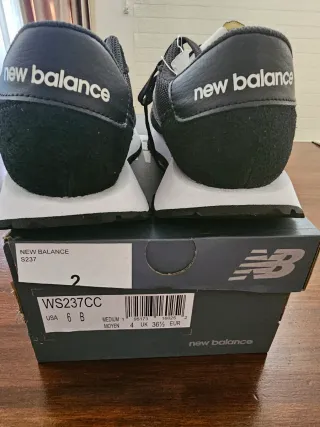 new balance
new balance
NEW BALANCE
S237
2
NB
WS237CC
USA 6 B MEDIUM
MOYEN 4 UK 36½ EUR
new balance